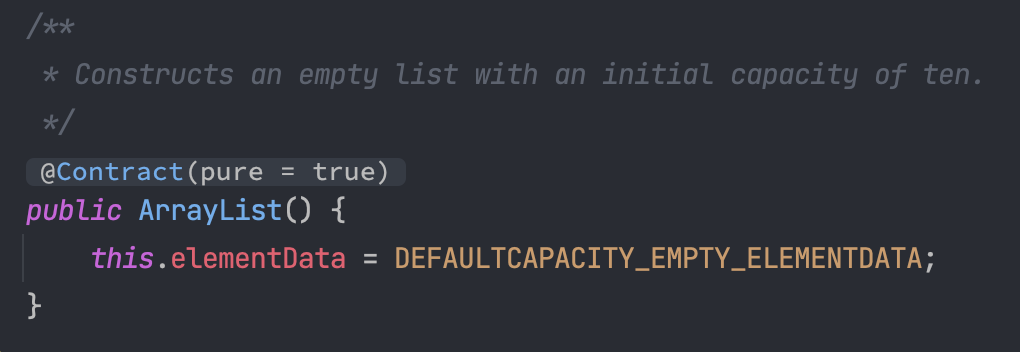 /**
 * Constructs an empty list with an initial capacity of ten.
 */
@Contract(pure = true)
public ArrayList() {
    this.elementData = DEFAULTCAPACITY_EMPTY_ELEMENTDATA;
}